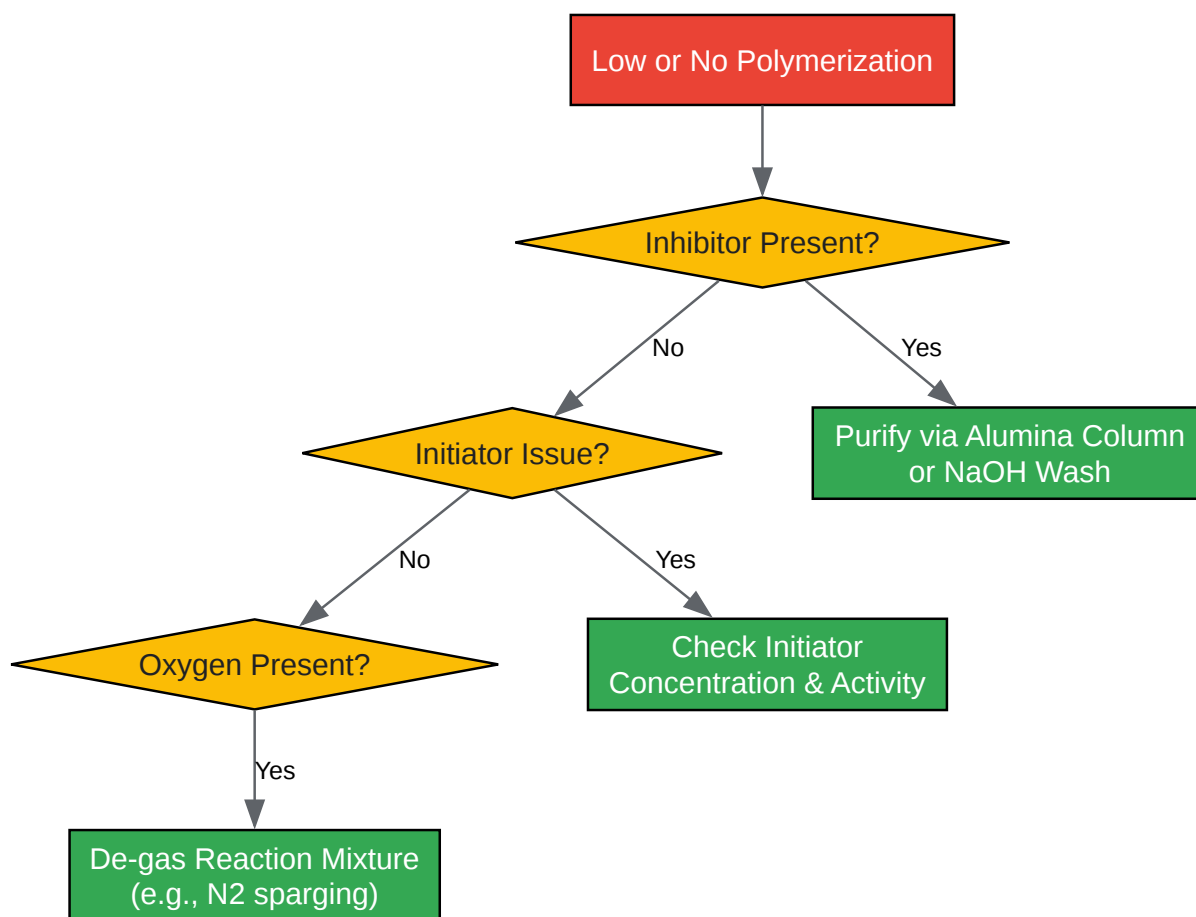 Low or No Polymerization
Inhibitor Present?
No
Yes
Initiator Issue?
Purify via Alumina Column
or NaOH Wash
No
Yes
Oxygen Present?
Check Initiator
Concentration & Activity
Yes
De-gas Reaction Mixture
(e.g., N2 sparging)